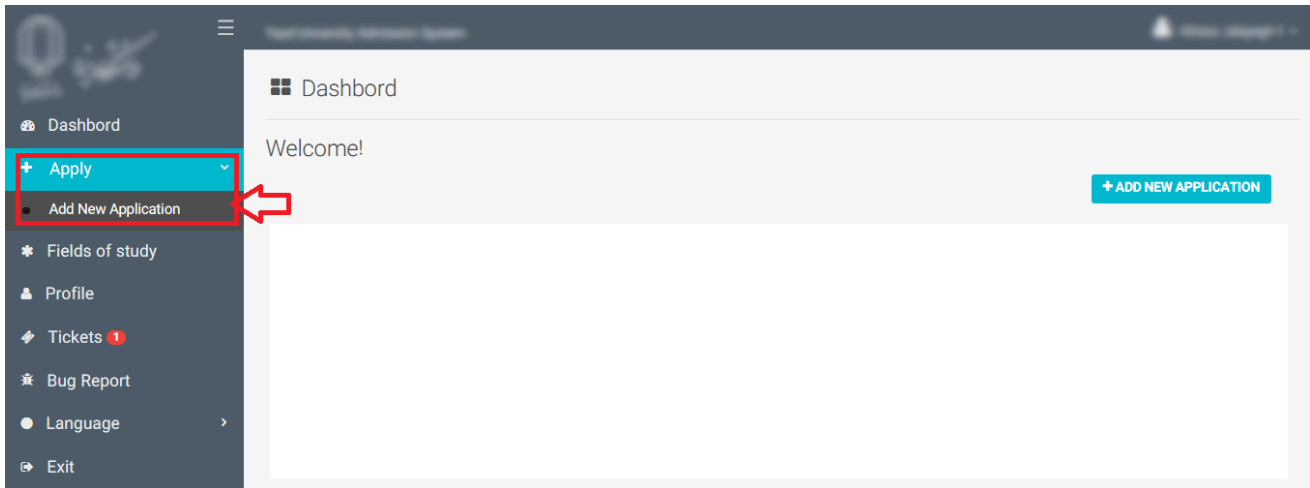 Dashbord
Apply
Add New Application
Fields of study
Profile
Tickets 1
Bug Report
Language
Exit
Dashbord
Welcome!
+ ADD NEW APPLICATION